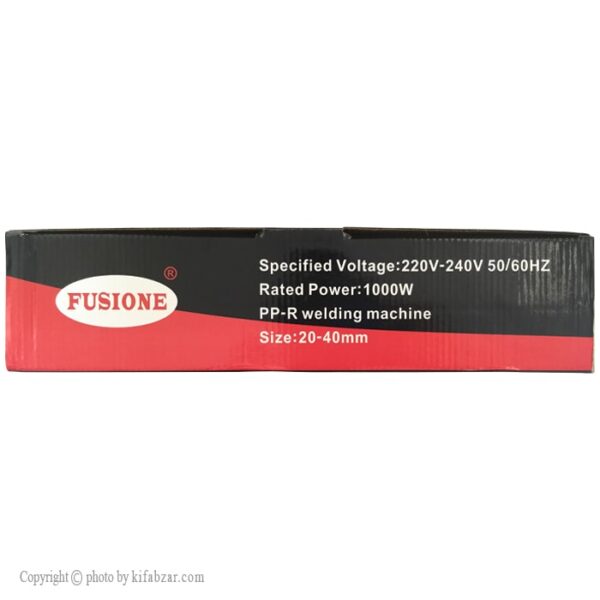 FUSIONE ®
Specified Voltage:220V-240V 50/60HZ
Rated Power:1000W
PP-R welding machine
Size:20-40mm
Copyright © photo by kifabzar.com